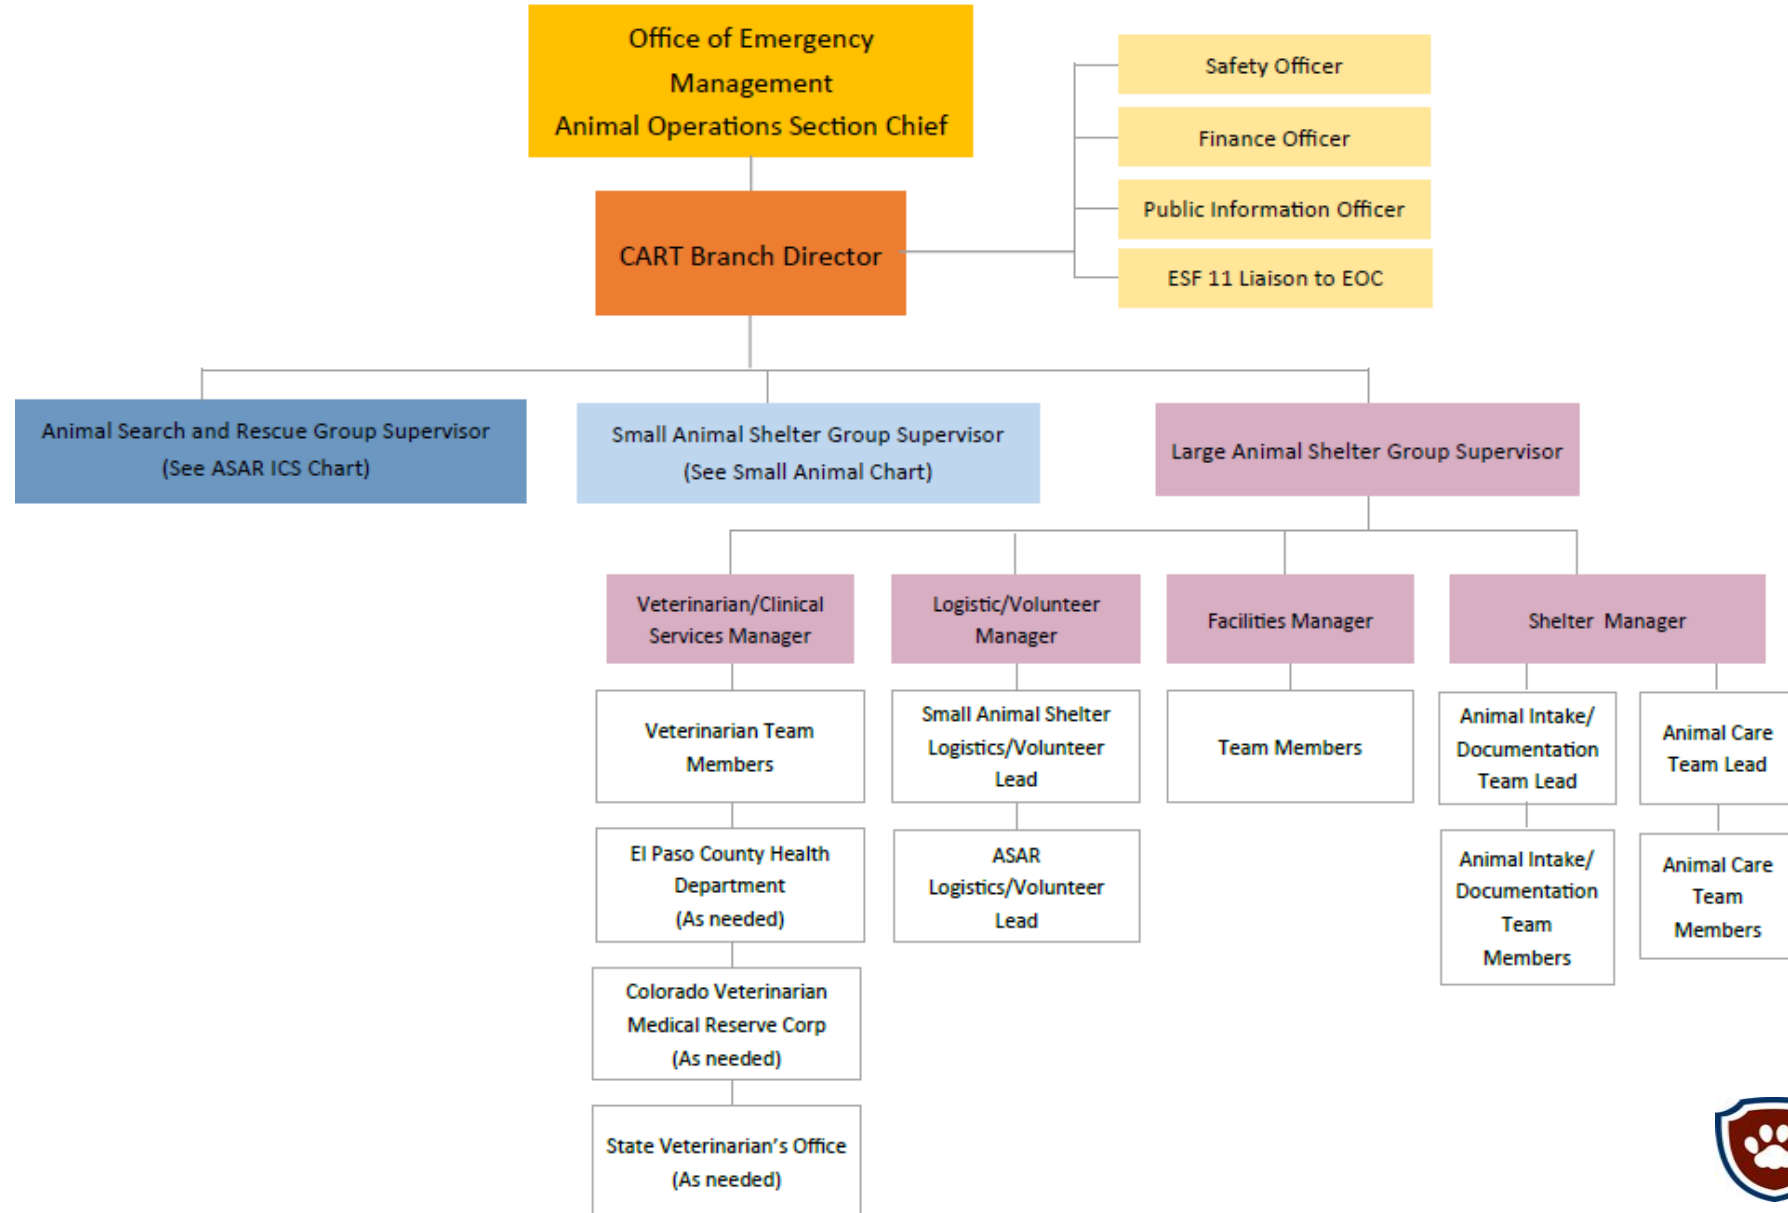 Office of Emergency
Management
Animal Operations Section Chief
Safety Officer
Finance Officer
Public Information Officer
ESF 11 Liaison to EOC
CART Branch Director
Animal Search and Rescue Group Supervisor
(See ASAR ICS Chart)
Small Animal Shelter Group Supervisor
(See Small Animal Chart)
Large Animal Shelter Group Supervisor
Veterinarian/Clinical
Services Manager
Logistic/Volunteer
Manager
Facilities Manager
Shelter Manager
Veterinarian Team
Members
Small Animal Shelter
Logistics/Volunteer
Lead
Team Members
Animal Intake/
Documentation
Team Lead
Animal Care
Team Lead
El Paso County Health
Department
(As needed)
ASAR
Logistics/Volunteer
Lead
Animal Intake/
Documentation
Team
Members
Animal Care
Team
Members
Colorado Veterinarian
Medical Reserve Corp
(As needed)
State Veterinarian’s Office
(As needed)